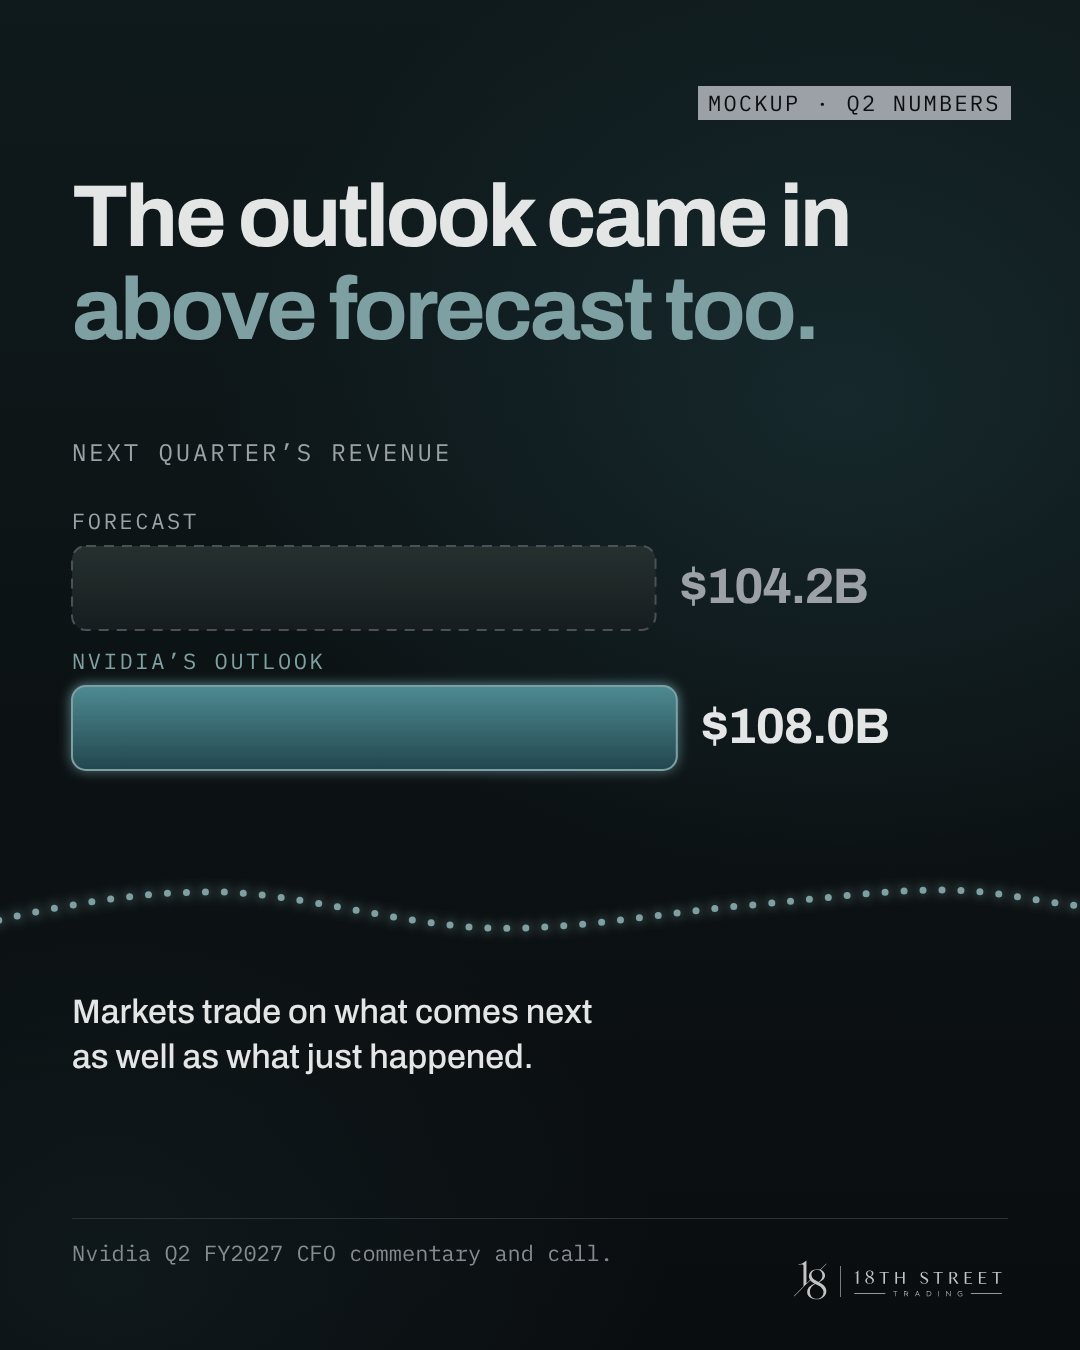 MOCKUP · Q2 NUMBERS
The outlook came in
above forecast too.
NEXT QUARTER’S REVENUE
FORECAST
$104.2B
NVIDIA’S OUTLOOK
$108.0B
Markets trade on what comes next
as well as what just happened.
Nvidia Q2 FY2027 CFO commentary and call.
18
18TH STREET
TRADING